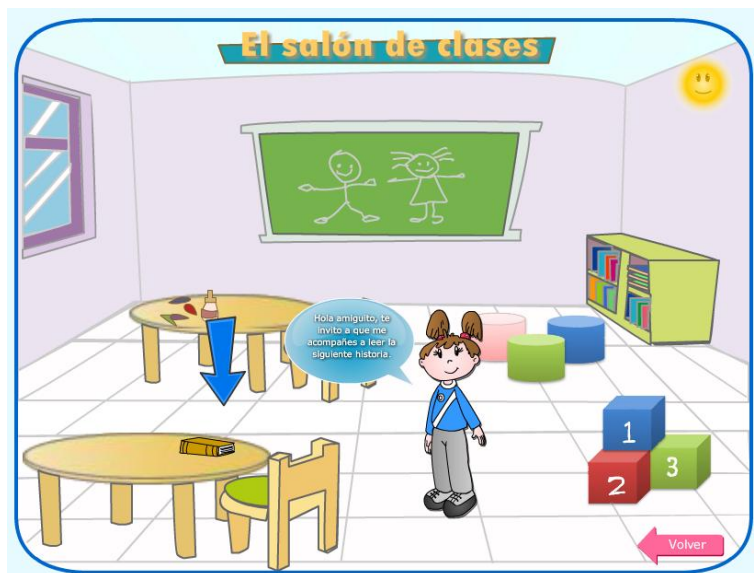 El salón de clases
Hola amiguito, te
invito a que me
acompañes a leer la
siguiente historia.
1
2
3
Volver